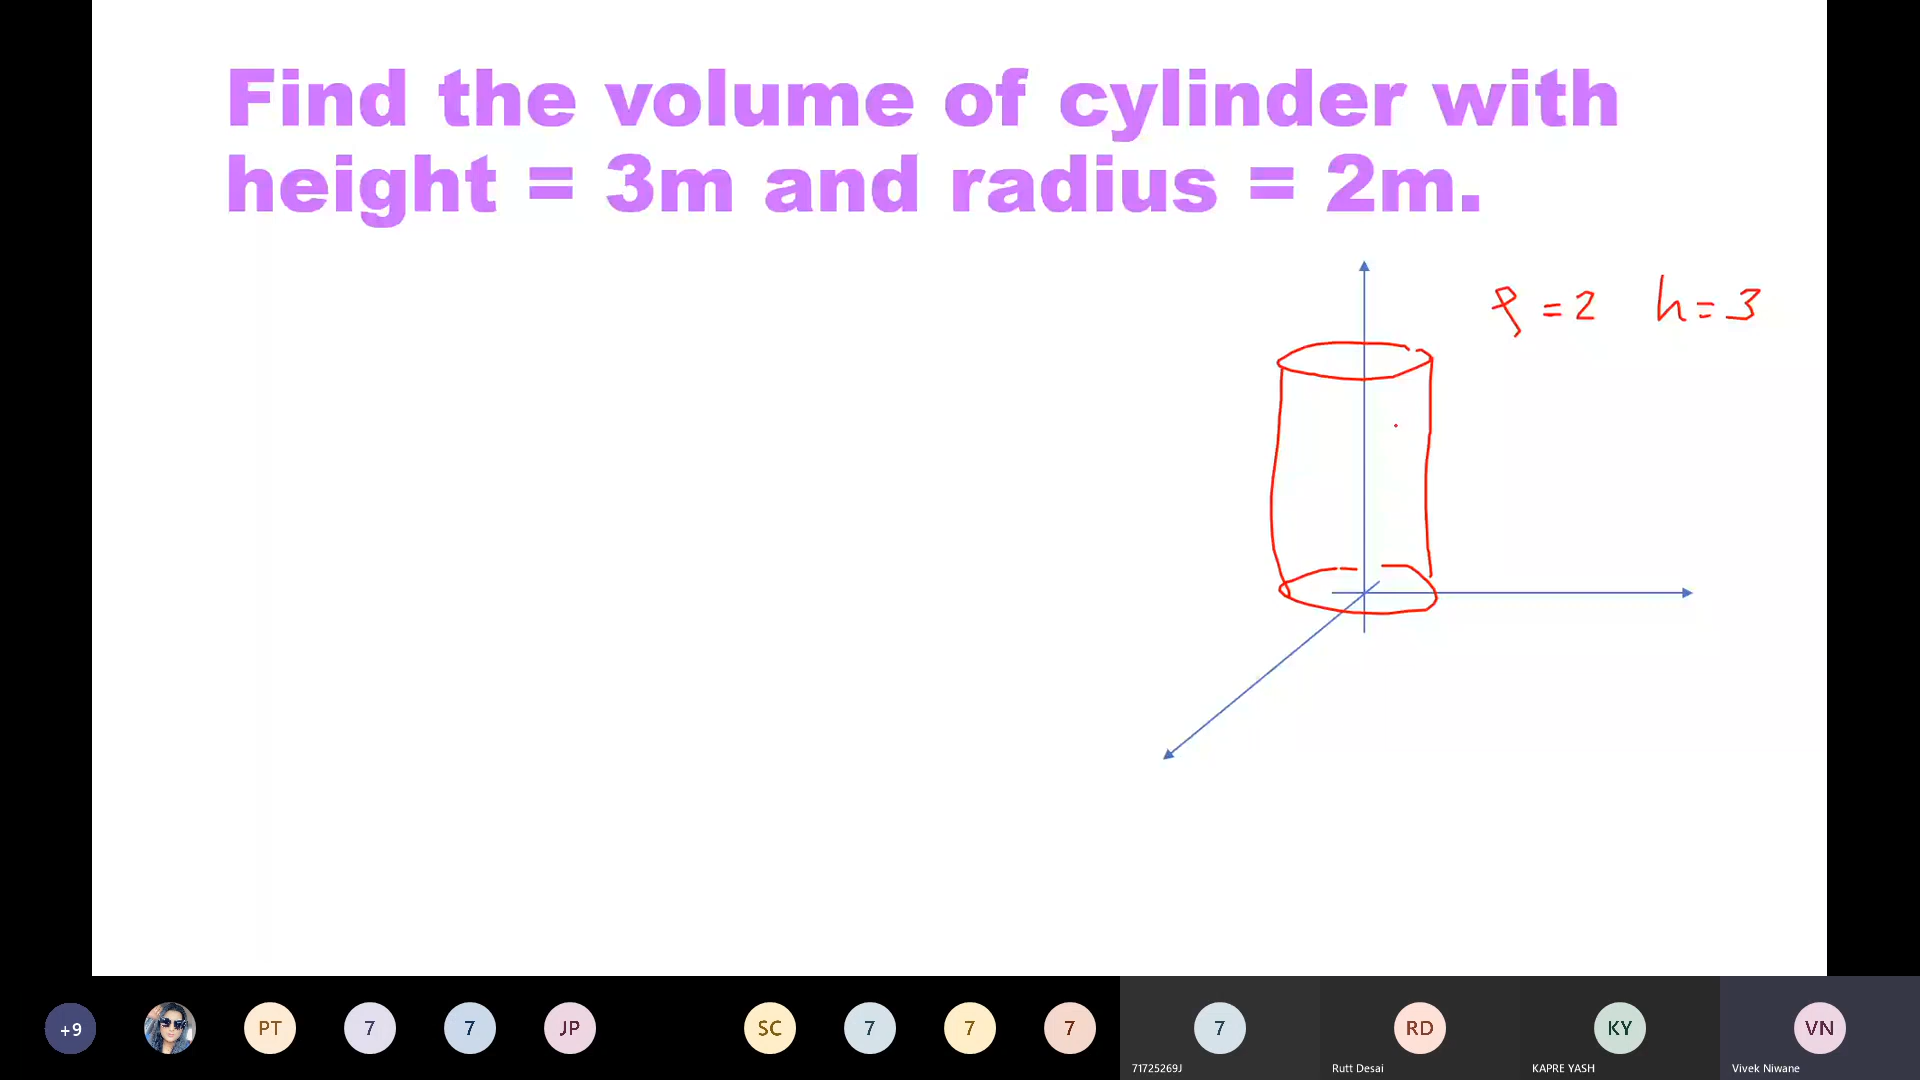 Find the volume of cylinder with
height = 3m and radius = 2m.
ρ = 2 h = 3
+9 PT 7 7 JP SC 7 7 7 7 RD KY VN
71725269J Rutt Desai KAPRE YASH Vivek Niwane